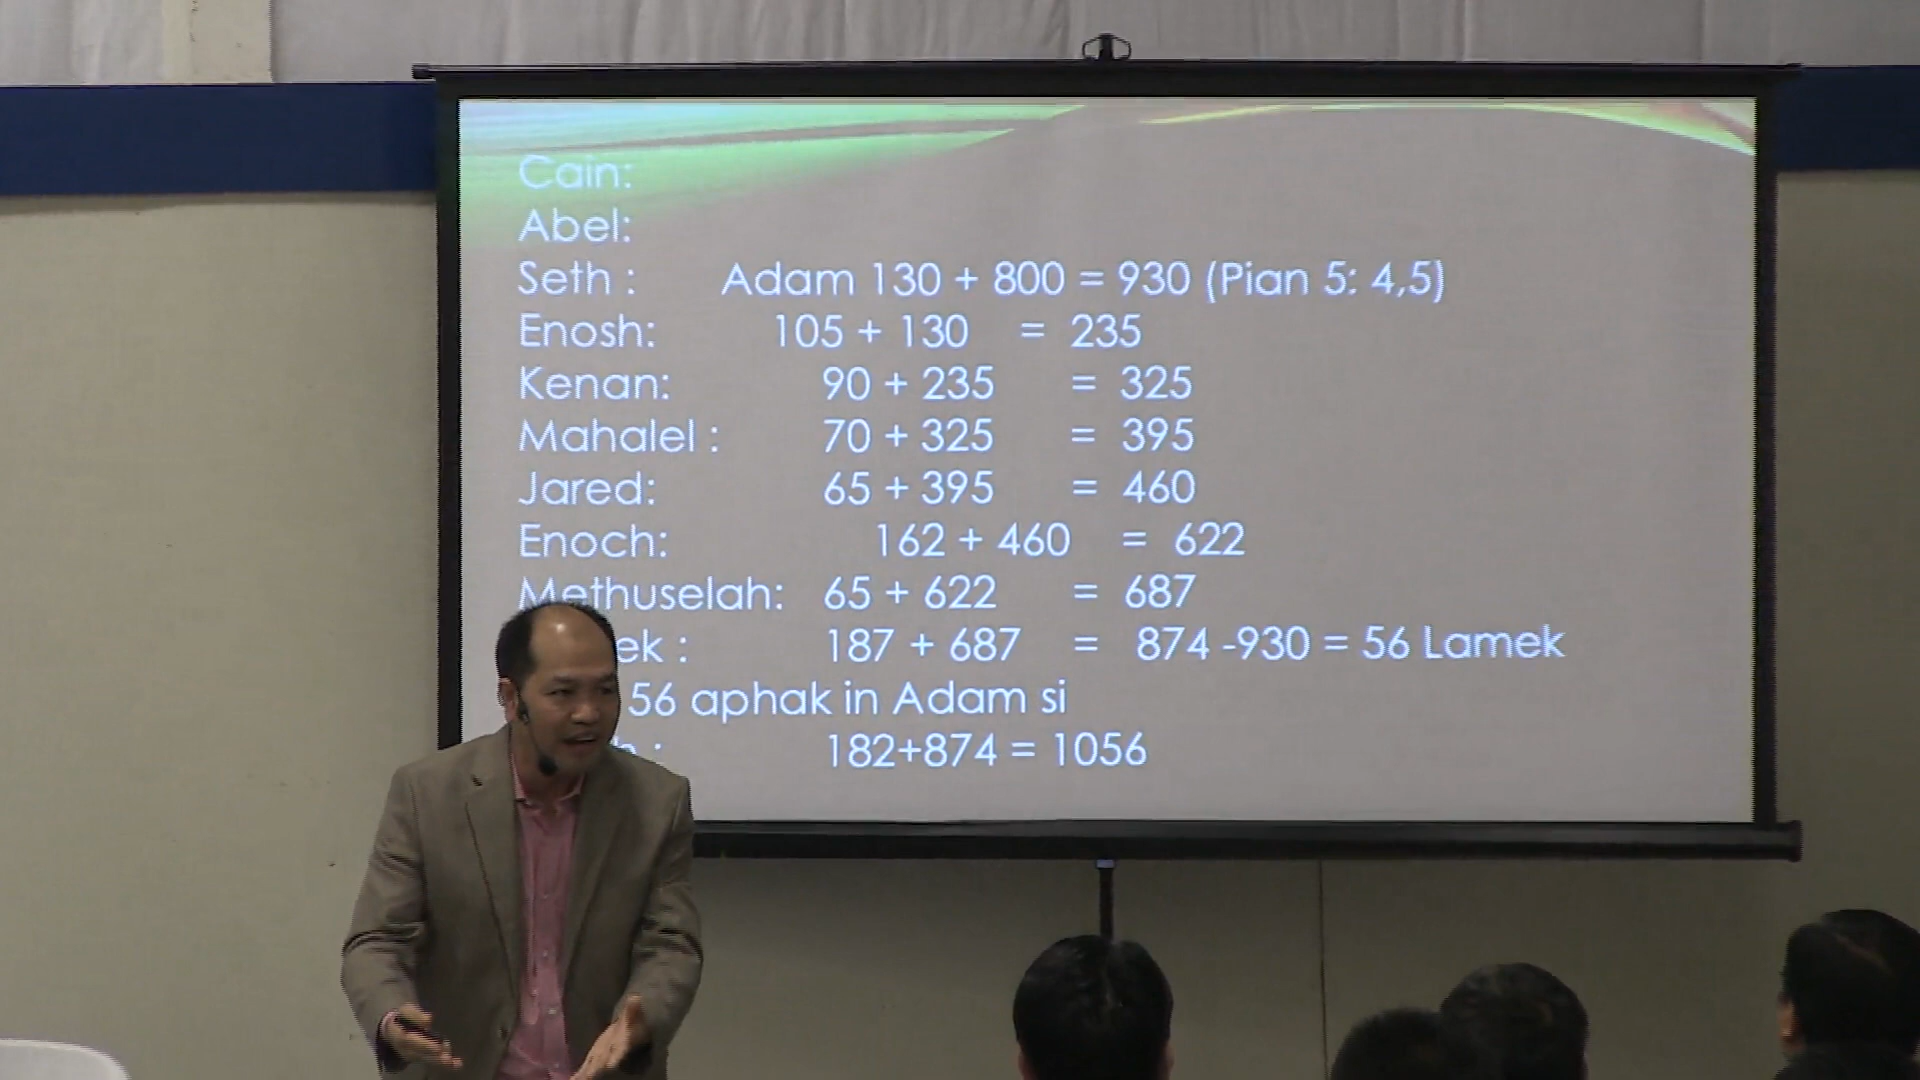 Cain:
Abel:
Seth : Adam 130 + 800 = 930 (Pian 5: 4,5)
Enosh: 105 + 130 = 235
Kenan: 90 + 235 = 325
Mahalel : 70 + 325 = 395
Jared: 65 + 395 = 460
Enoch: 162 + 460 = 622
Methuselah: 65 + 622 = 687
ek : 187 + 687 = 874 -930 = 56 Lamek
56 aphak in Adam si
: 182+874 = 1056